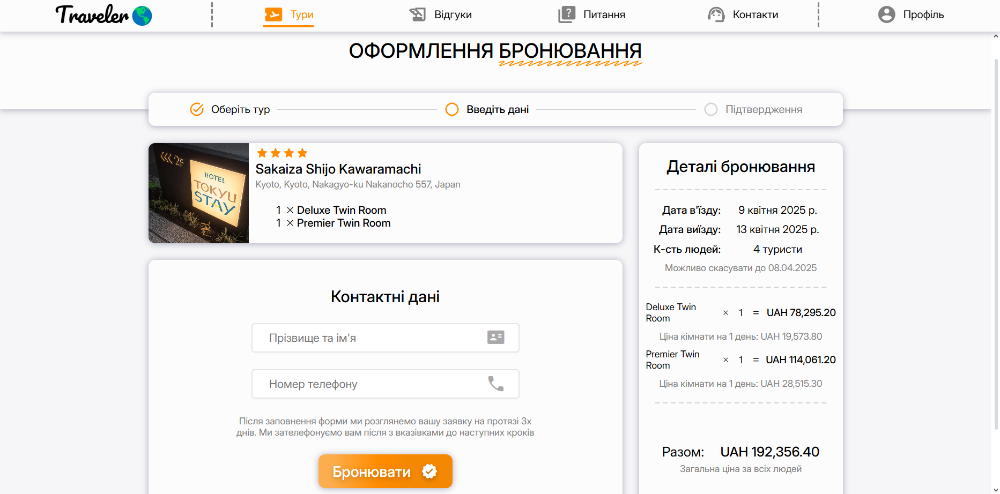 Traveler
Тури
Відгуки
Питання
Контакти
Профіль
ОФОРМЛЕННЯ БРОНЮВАННЯ
Оберіть тур
Введіть дані
Підтвердження
2F
HOTEL
TOKYU
STAY
Sakaiza Shijo Kawaramachi
Kyoto, Kyoto, Nakagyo-ku Nakanocho 557, Japan
1 × Deluxe Twin Room
1 × Premier Twin Room
Контактні дані
Прізвище та ім'я
Номер телефону
Після заповнення форми ми розглянемо вашу заявку на протязі 3х
днів. Ми зателефонуємо вам після з вказівками до наступних кроків
Бронювати
Деталі бронювання
Дата в'їзду: 9 квітня 2025 р.
Дата виїзду: 13 квітня 2025 р.
К-сть людей: 4 туристи
Можливо скасувати до 08.04.2025
Deluxe Twin
Room × 1 = UAH 78,295.20
Ціна кімнати на 1 день: UAH 19,573.80
Premier Twin
Room × 1 = UAH 114,061.20
Ціна кімнати на 1 день: UAH 28,515.30
Разом: UAH 192,356.40
Загальна ціна за всіх людей